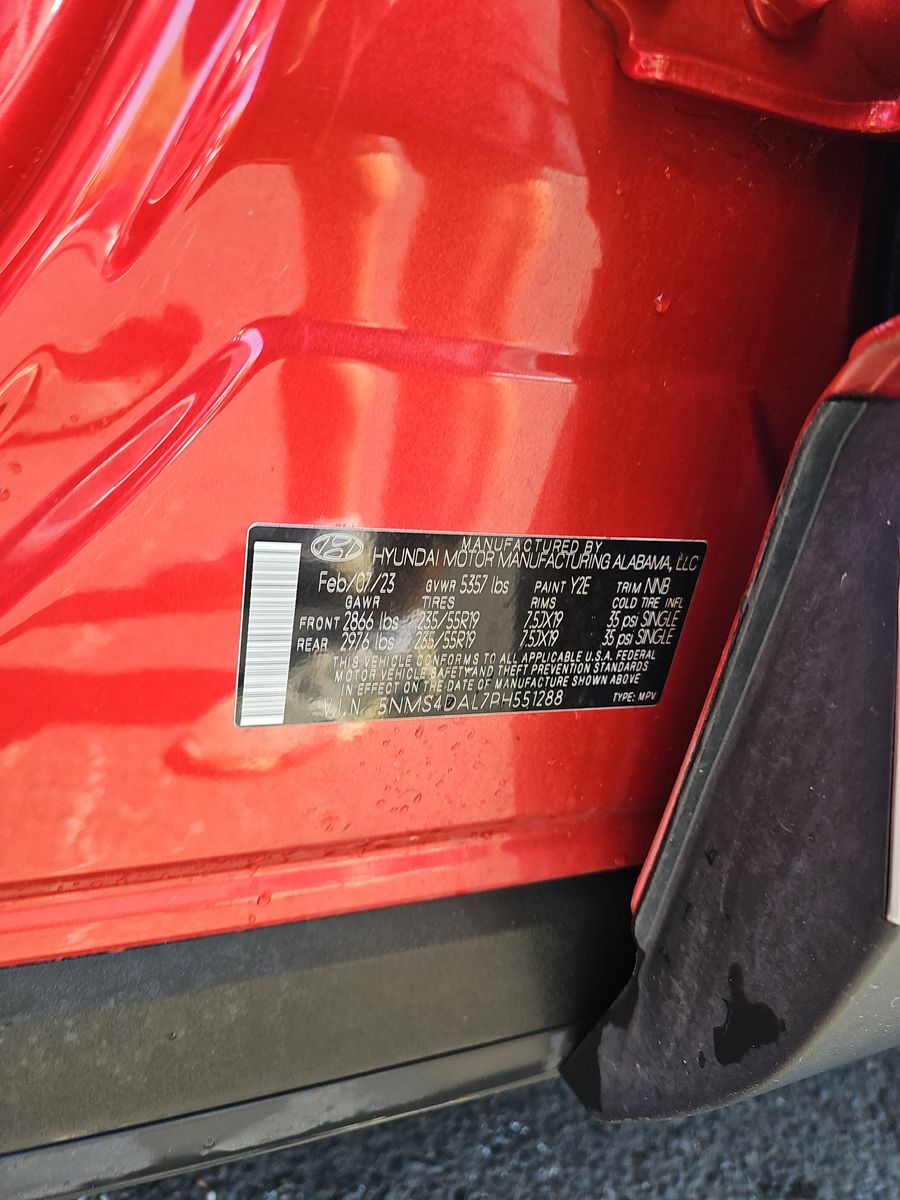 MANUFACTURED BY
HYUNDAI MOTOR MANUFACTURING ALABAMA, LLC
Feb/07/23 GVWR 5357 lbs PAINT Y2E TRIM NNB
GAWR TIRES RIMS COLD TIRE INFL
FRONT 2866 lbs 235/55R19 7.5JX19 35 psi SINGLE
REAR 2976 lbs 235/55R19 7.5JX19 35 psi SINGLE
THIS VEHICLE CONFORMS TO ALL APPLICABLE U.S.A. FEDERAL
MOTOR VEHICLE SAFETY AND THEFT PREVENTION STANDARDS
IN EFFECT ON THE DATE OF MANUFACTURE SHOWN ABOVE
V.I.N. 5NMS4DAL7PH551288 TYPE: MPV